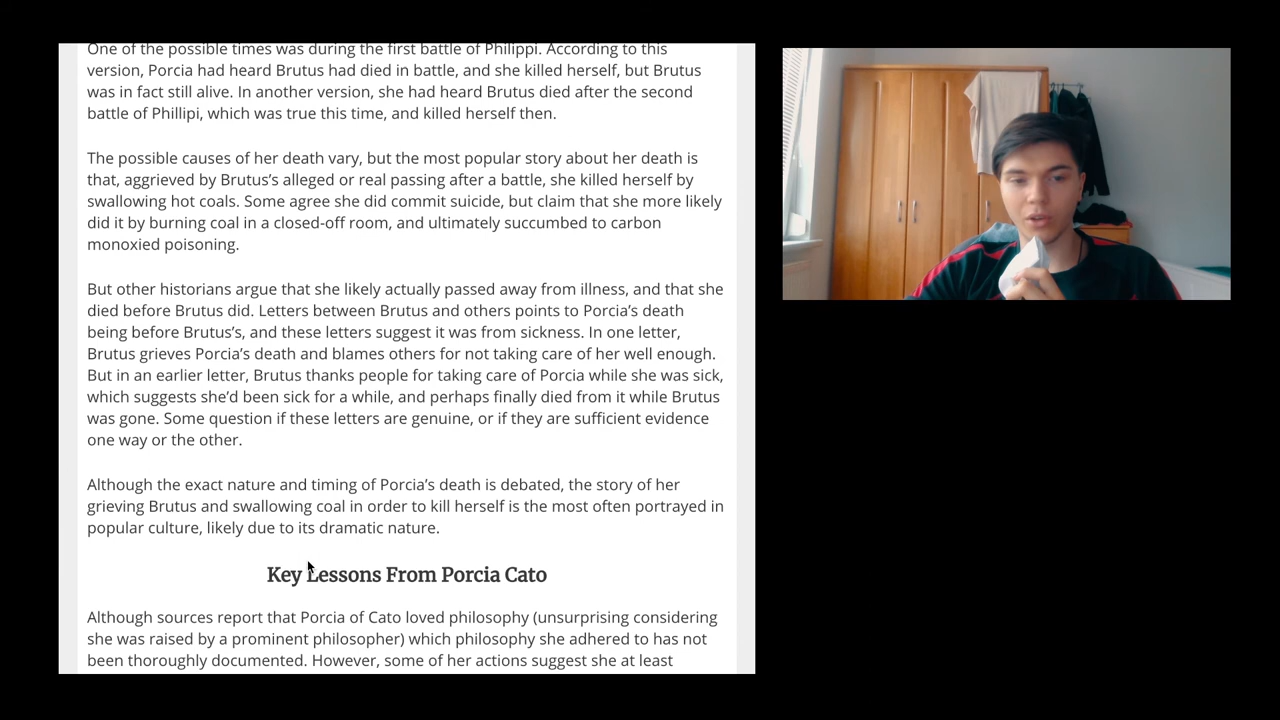 One of the possible times was during the first battle of Philippi. According to this
version, Porcia had heard Brutus had died in battle, and she killed herself, but Brutus
was in fact still alive. In another version, she had heard Brutus died after the second
battle of Phillipi, which was true this time, and killed herself then.
The possible causes of her death vary, but the most popular story about her death is
that, aggrieved by Brutus’s alleged or real passing after a battle, she killed herself by
swallowing hot coals. Some agree she did commit suicide, but claim that she more likely
did it by burning coal in a closed-off room, and ultimately succumbed to carbon
monoxied poisoning.
But other historians argue that she likely actually passed away from illness, and that she
died before Brutus did. Letters between Brutus and others points to Porcia’s death
being before Brutus’s, and these letters suggest it was from sickness. In one letter,
Brutus grieves Porcia’s death and blames others for not taking care of her well enough.
But in an earlier letter, Brutus thanks people for taking care of Porcia while she was sick,
which suggests she’d been sick for a while, and perhaps finally died from it while Brutus
was gone. Some question if these letters are genuine, or if they are sufficient evidence
one way or the other.
Although the exact nature and timing of Porcia’s death is debated, the story of her
grieving Brutus and swallowing coal in order to kill herself is the most often portrayed in
popular culture, likely due to its dramatic nature.
Key Lessons From Porcia Cato
Although sources report that Porcia of Cato loved philosophy (unsurprising considering
she was raised by a prominent philosopher) which philosophy she adhered to has not
been thoroughly documented. However, some of her actions suggest she at least